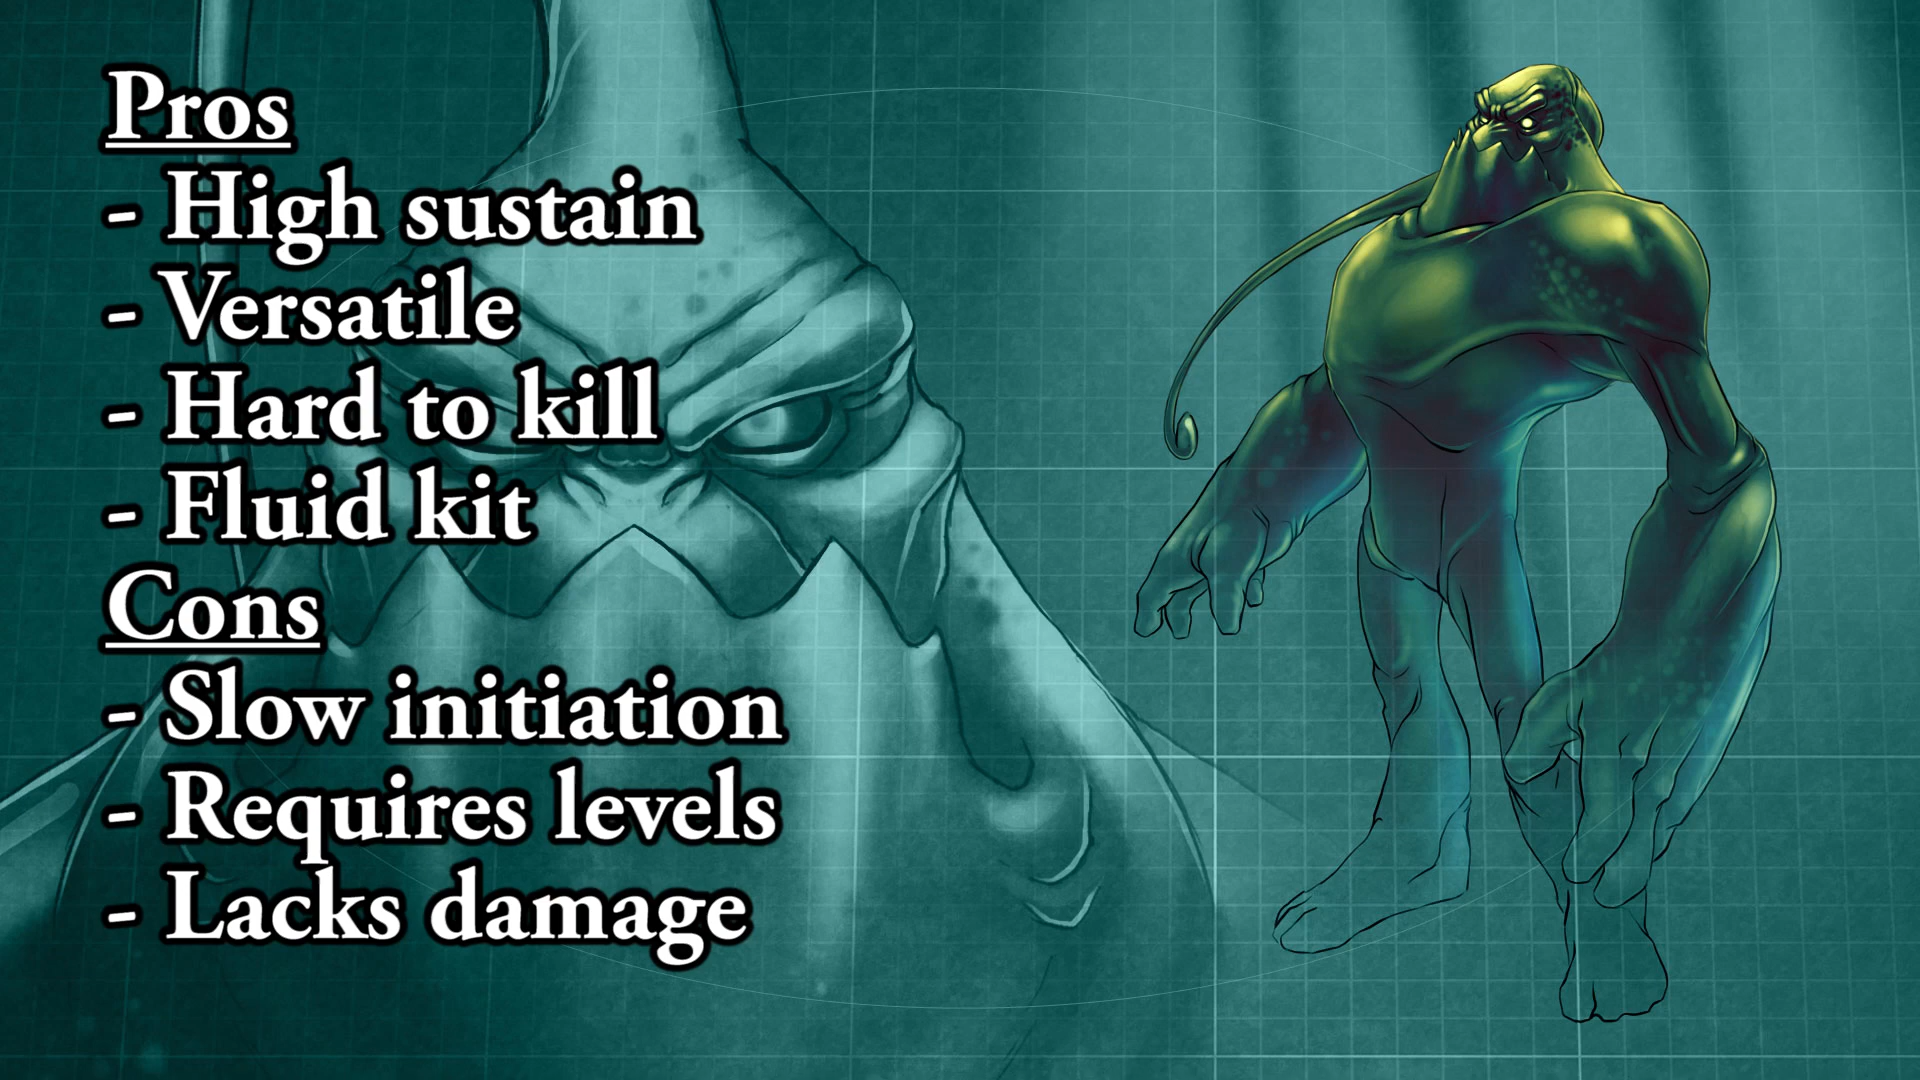 Pros
- High sustain
- Versatile
- Hard to kill
- Fluid kit
Cons
- Slow initiation
- Requires levels
- Lacks damage